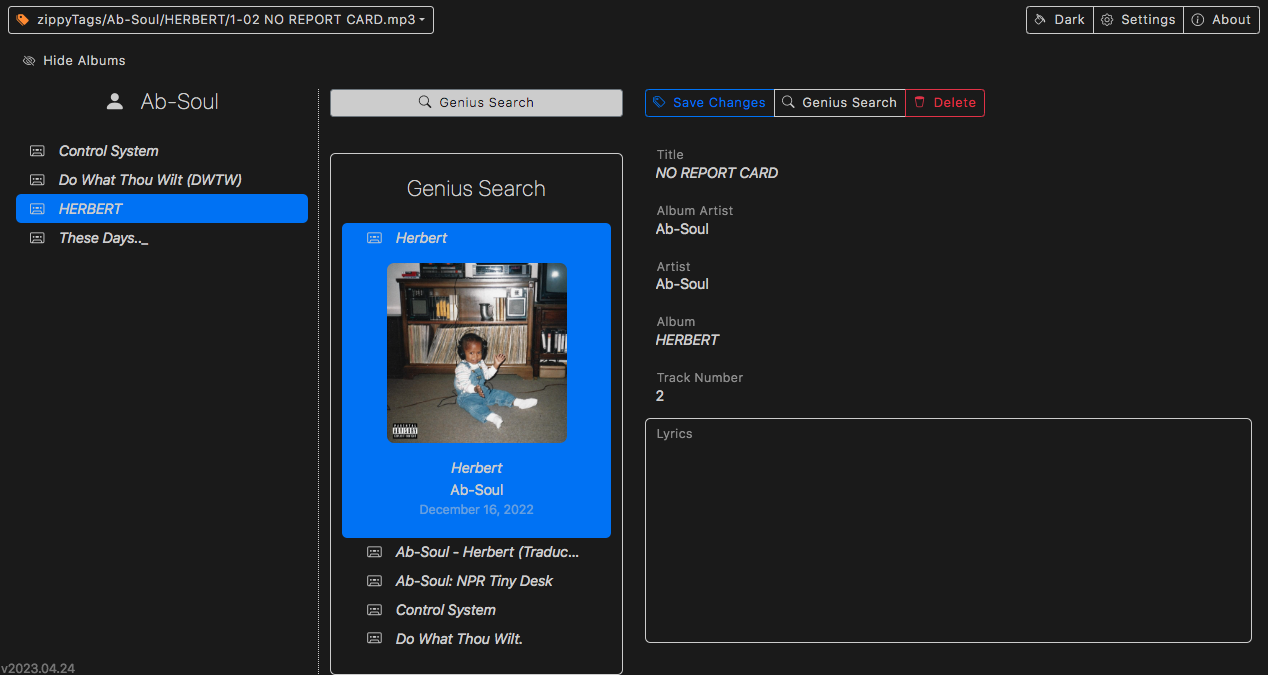 zippyTags/Ab-Soul/HERBERT/1-02 NO REPORT CARD.mp3
Dark
Settings
About
Hide Albums
Ab-Soul
Control System
Do What Thou Wilt (DWTW)
HERBERT
These Days.._
Genius Search
Genius Search
Herbert
PARENTAL
ADVISORY
EXPLICIT CONTENT
Herbert
Ab-Soul
December 16, 2022
Ab-Soul - Herbert (Traduc...
Ab-Soul: NPR Tiny Desk
Control System
Do What Thou Wilt.
Save Changes
Genius Search
Delete
Title
NO REPORT CARD
Album Artist
Ab-Soul
Artist
Ab-Soul
Album
HERBERT
Track Number
2
Lyrics
v2023.04.24